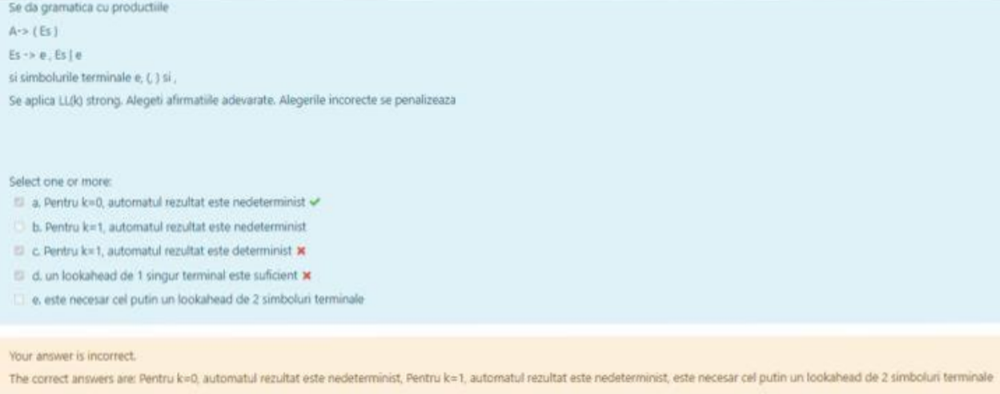 Se da gramatica cu productiile
A-> ( Es )
Es -> e , Es | e
si simbolurile terminale e, (, ) si ,
Se aplica LL(k) strong. Alegeti afirmatiile adevarate. Alegerile incorecte se penalizeaza
Select one or more:
a. Pentru k=0, automatul rezultat este nedeterminist ✔
b. Pentru k=1, automatul rezultat este nedeterminist
c. Pentru k=1, automatul rezultat este determinist ✖
d. un lookahead de 1 singur terminal este suficient ✖
e. este necesar cel putin un lookahead de 2 simboluri terminale
Your answer is incorrect.
The correct answers are: Pentru k=0, automatul rezultat este nedeterminist, Pentru k=1, automatul rezultat este nedeterminist, este necesar cel putin un lookahead de 2 simboluri terminale